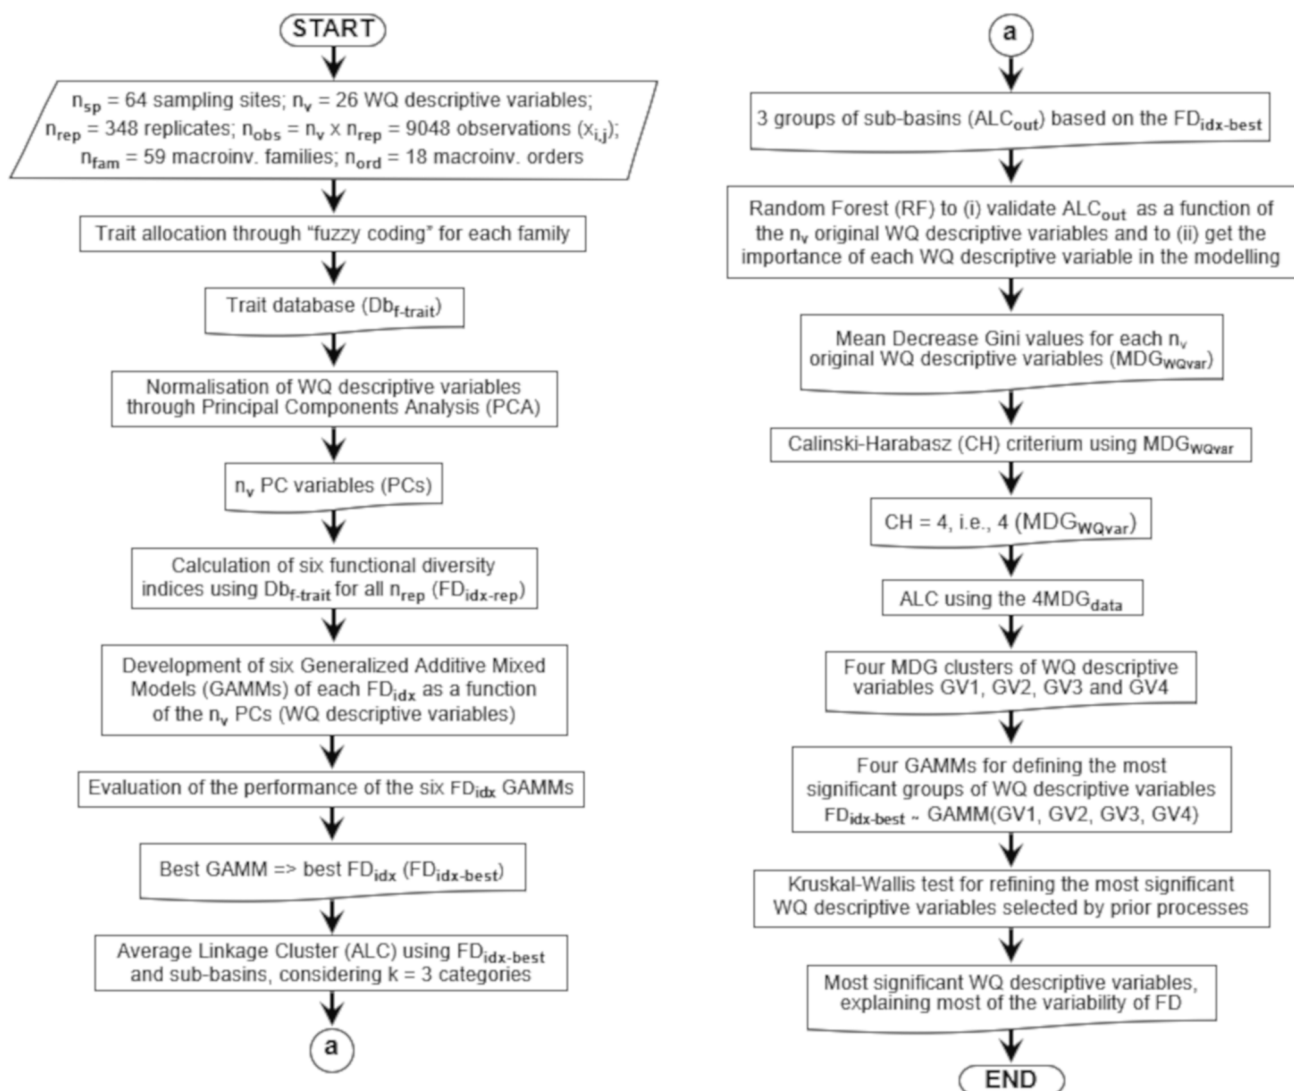 START
n_sp = 64 sampling sites; n_v = 26 WQ descriptive variables;
n_rep = 348 replicates; n_obs = n_v x n_rep = 9048 observations (x_i,j);
n_fam = 59 macroinv. families; n_ord = 18 macroinv. orders
Trait allocation through “fuzzy coding” for each family
Trait database (Db_f-trait)
Normalisation of WQ descriptive variables
through Principal Components Analysis (PCA)
n_v PC variables (PCs)
Calculation of six functional diversity
indices using Db_f-trait for all n_rep (FD_idx-rep)
Development of six Generalized Additive Mixed
Models (GAMMs) of each FD_idx as a function
of the n_v PCs (WQ descriptive variables)
Evaluation of the performance of the six FD_idx GAMMs
Best GAMM => best FD_idx (FD_idx-best)
Average Linkage Cluster (ALC) using FD_idx-best
and sub-basins, considering k = 3 categories
a
a
3 groups of sub-basins (ALC_out) based on the FD_idx-best
Random Forest (RF) to (i) validate ALC_out as a function of
the n_v original WQ descriptive variables and to (ii) get the
importance of each WQ descriptive variable in the modelling
Mean Decrease Gini values for each n_v
original WQ descriptive variables (MDG_WQvar)
Calinski-Harabasz (CH) criterium using MDG_WQvar
CH = 4, i.e., 4 (MDG_WQvar)
ALC using the 4MDG_data
Four MDG clusters of WQ descriptive
variables GV1, GV2, GV3 and GV4
Four GAMMs for defining the most
significant groups of WQ descriptive variables
FD_idx-best ~ GAMM(GV1, GV2, GV3, GV4)
Kruskal-Wallis test for refining the most significant
WQ descriptive variables selected by prior processes
Most significant WQ descriptive variables,
explaining most of the variability of FD
END